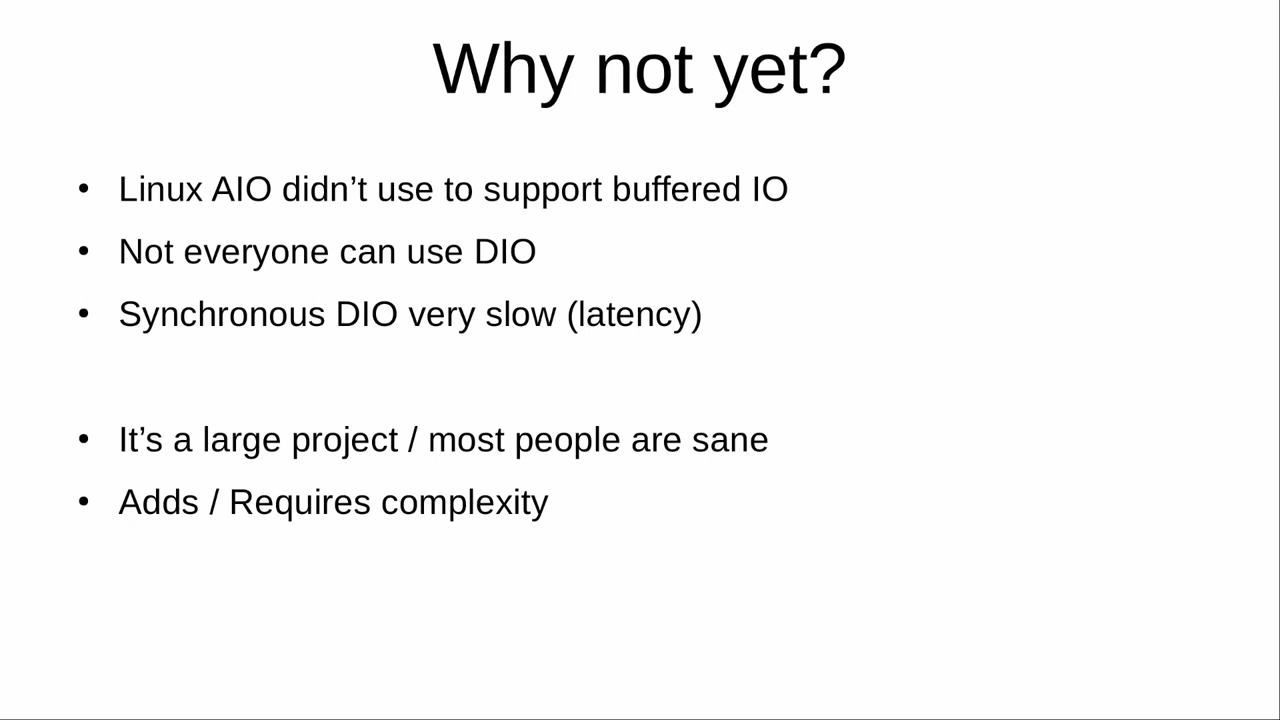 Why not yet?
• Linux AIO didn’t use to support buffered IO
• Not everyone can use DIO
• Synchronous DIO very slow (latency)
• It’s a large project / most people are sane
• Adds / Requires complexity